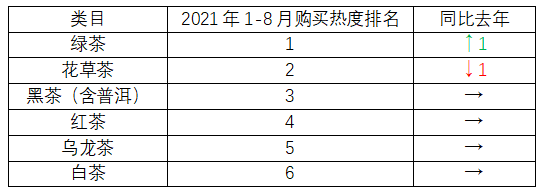 类目 2021年1-8月购买热度排名 同比去年
绿茶 1 ↑1
花草茶 2 ↓1
黑茶（含普洱） 3 →
红茶 4 →
乌龙茶 5 →
白茶 6 →